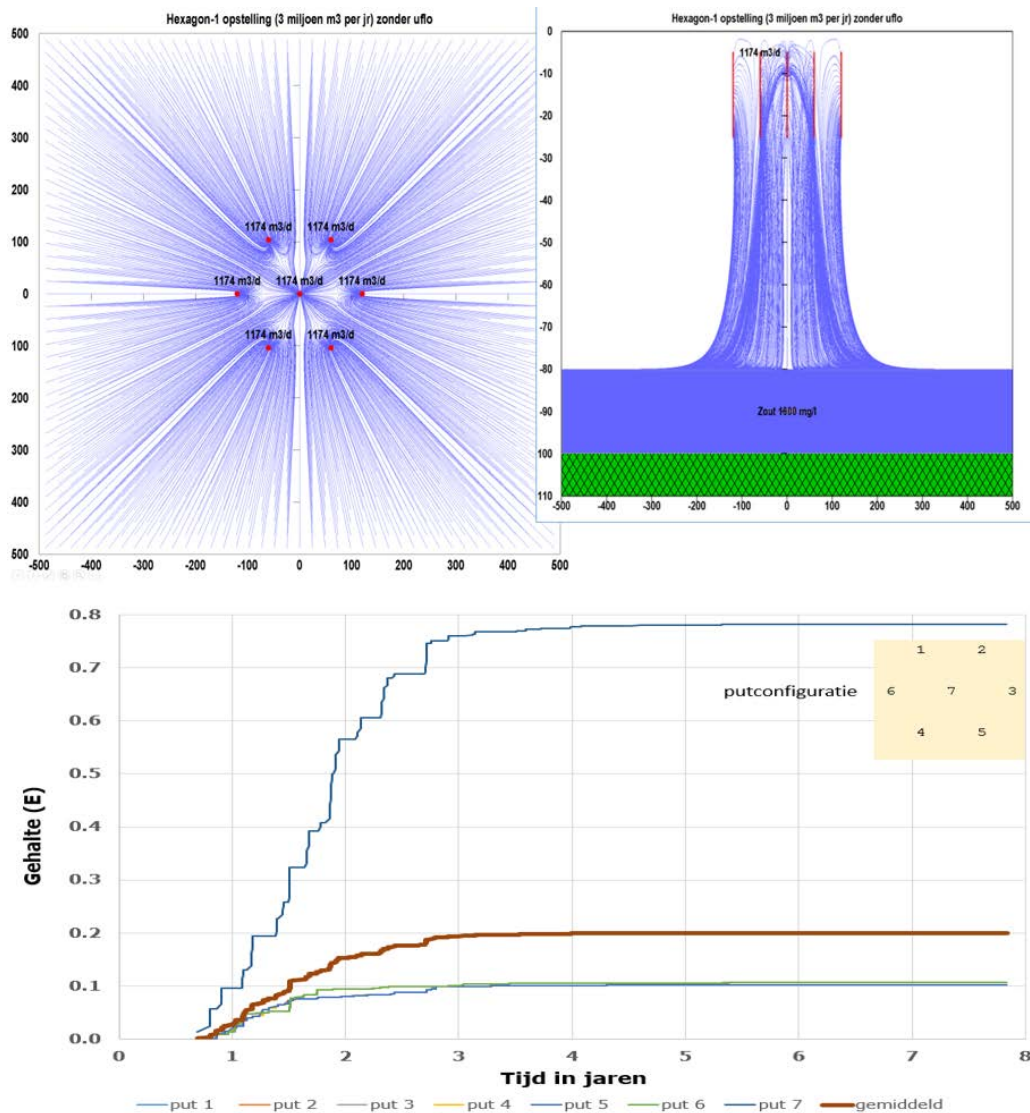 Hexagon-1 opstelling (3 miljoen m3 per jr) zonder uflo
500
400
300
200
100
0
100
200
300
400
500
-500 -400 -300 -200 -100 0 100 200 300 400 500
1174 m3/d 1174 m3/d
1174 m3/d 1174 m3/d 1174 m3/d
1174 m3/d 1174 m3/d
Hexagon-1 opstelling (3 miljoen m3 per jr) zonder uflo
0
-10
-20
-30
-40
-50
-60
-70
-80
-90
100
110
-500 -400 -300 -200 -100 0 100 200 300 400 500
1174 m3/d
Zout 1600 mg/l
0.8
0.7
0.6
0.5
0.4
0.3
0.2
0.1
0.0
Gehalte (E)
0 1 2 3 4 5 6 7 8
Tijd in jaren
putconfiguratie
1 2
6 7 3
4 5
put 1 put 2 put 3 put 4 put 5 put 6 put 7 gemiddeld